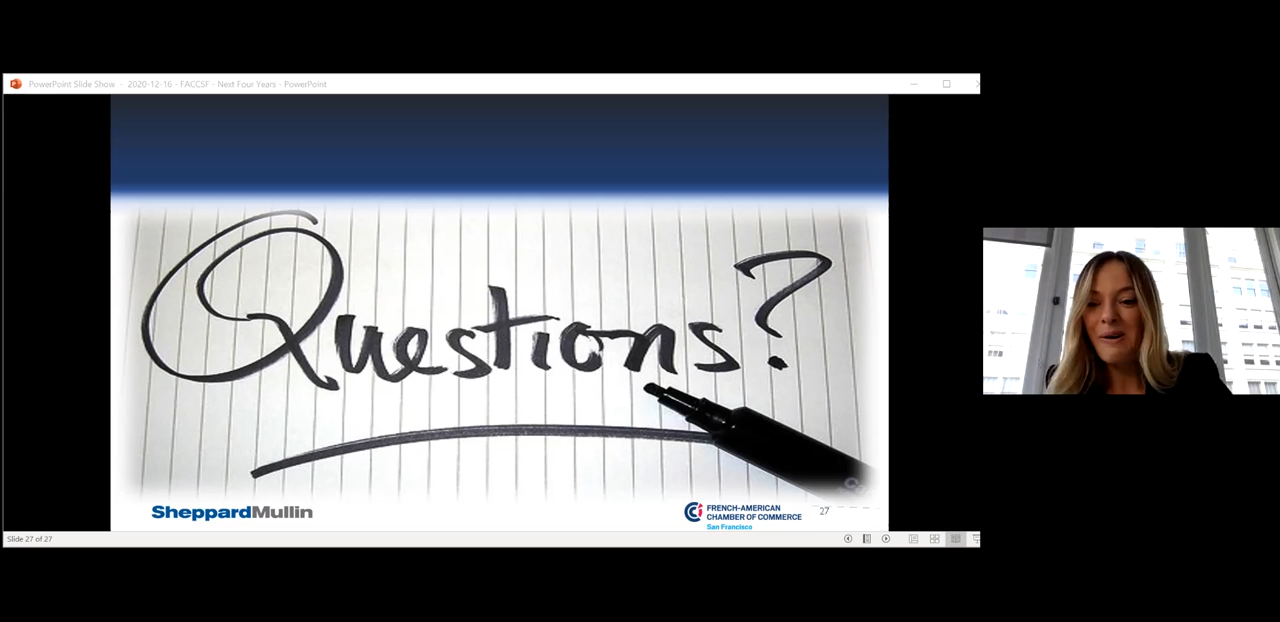 PowerPoint Slide Show - 2020-12-16 - FACCSF - Next Four Years - PowerPoint
Questions?
SheppardMullin
FRENCH-AMERICAN
CHAMBER OF COMMERCE
San Francisco
27
Slide 27 of 27